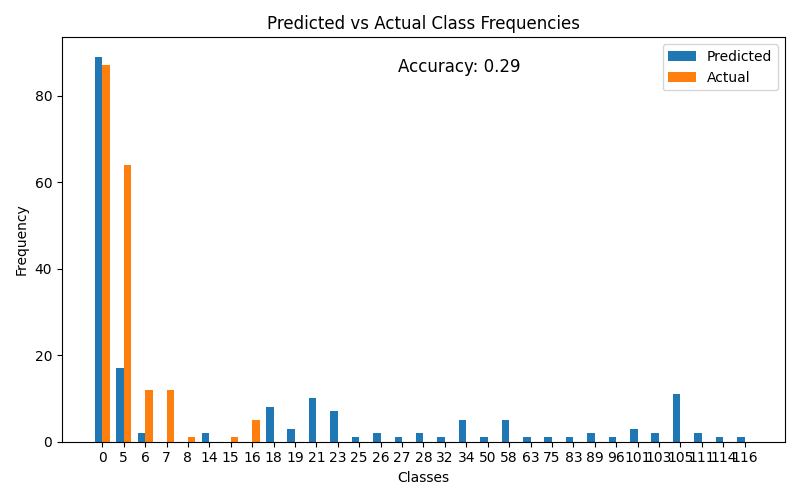 Predicted vs Actual Class Frequencies
Accuracy: 0.29
Predicted
Actual
Frequency
80
60
40
20
0
0 5 6 7 8 14 15 16 18 19 21 23 25 26 27 28 32 34 50 58 63 75 83 89 96 101 103 105 111 114 116
Classes